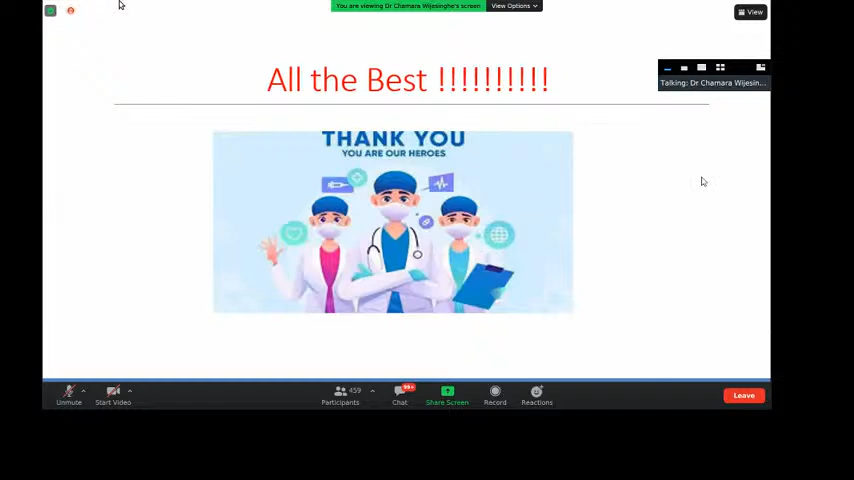 You are viewing Dr Chamara Wijesinghe's screen
View Options
View
All the Best !!!!!!!!!!
Talking: Dr Chamara Wijesin...
THANK YOU
YOU ARE OUR HEROES
Unmute
Start Video
459
Participants
99+
Chat
Share Screen
Record
Reactions
Leave